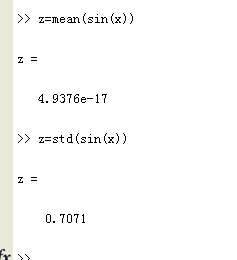 >> z=mean(sin(x))
z =
4.9376e-17
>> z=std(sin(x))
z =
0.7071
fx >>